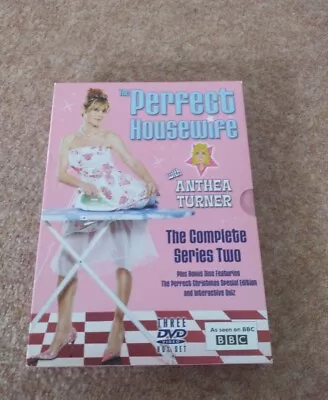 The
Perfect
Housewife
with
ANTHEA
TURNER
The Complete
Series Two
Plus Bonus Disc Featuring
The Perfect Christmas Special Edition
and Interactive Quiz
THREE
DVD
VIDEO
BOX SET
As seen on BBC
BBC